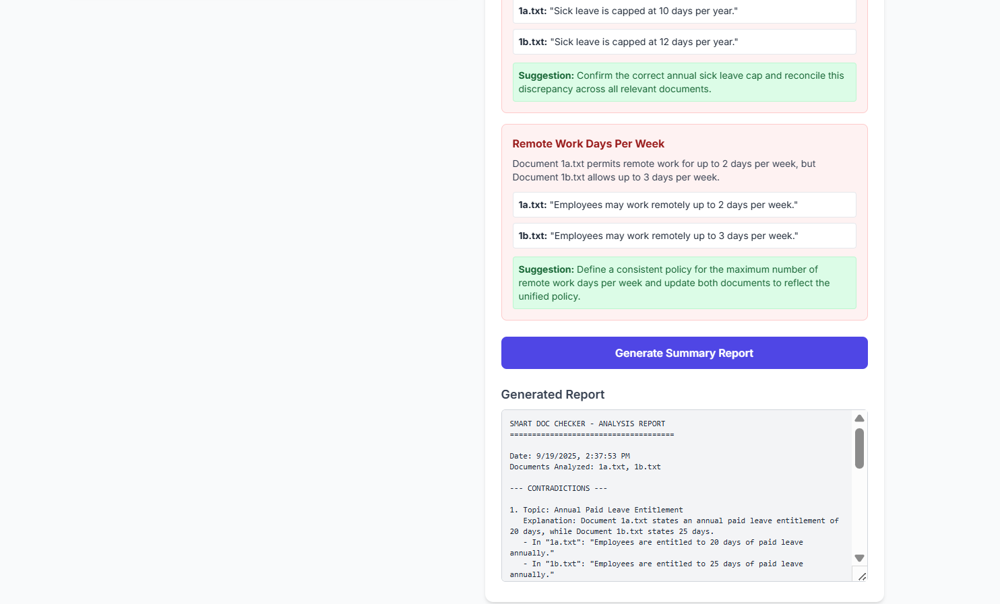 1a.txt: "Sick leave is capped at 10 days per year."
1b.txt: "Sick leave is capped at 12 days per year."
Suggestion: Confirm the correct annual sick leave cap and reconcile this
discrepancy across all relevant documents.
Remote Work Days Per Week
Document 1a.txt permits remote work for up to 2 days per week, but
Document 1b.txt allows up to 3 days per week.
1a.txt: "Employees may work remotely up to 2 days per week."
1b.txt: "Employees may work remotely up to 3 days per week."
Suggestion: Define a consistent policy for the maximum number of
remote work days per week and update both documents to reflect the
unified policy.
Generate Summary Report
Generated Report
SMART DOC CHECKER - ANALYSIS REPORT
=====================================
Date: 9/19/2025, 2:37:53 PM
Documents Analyzed: 1a.txt, 1b.txt
--- CONTRADICTIONS ---
1. Topic: Annual Paid Leave Entitlement
Explanation: Document 1a.txt states an annual paid leave entitlement of
20 days, while Document 1b.txt states 25 days.
- In "1a.txt": "Employees are entitled to 20 days of paid leave
annually."
- In "1b.txt": "Employees are entitled to 25 days of paid leave
annually."